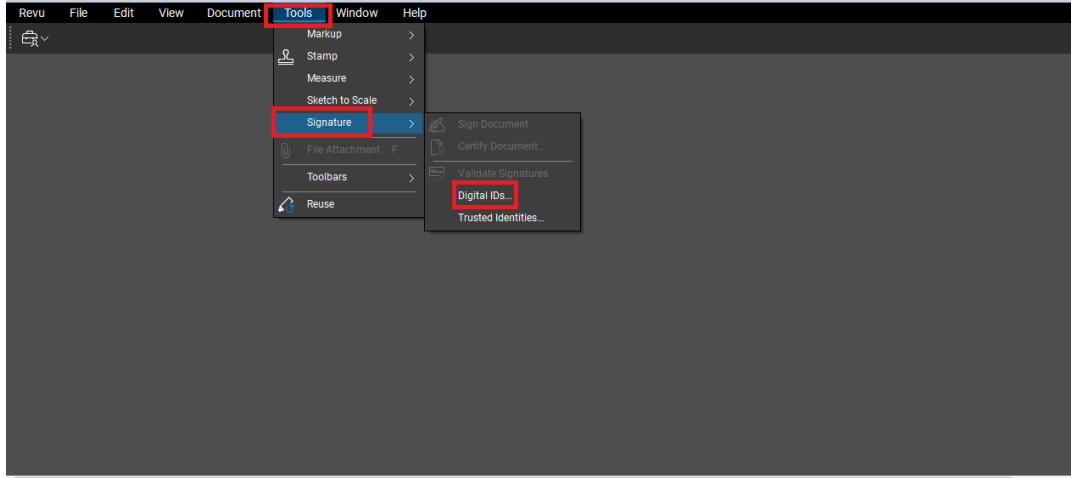 Revu File Edit View Document Tools Window Help
Markup
Stamp
Measure
Sketch to Scale
Signature
File Attachment F
Toolbars
Reuse
Sign Document
Certify Document...
Validate Signatures
Digital IDs...
Trusted Identities...